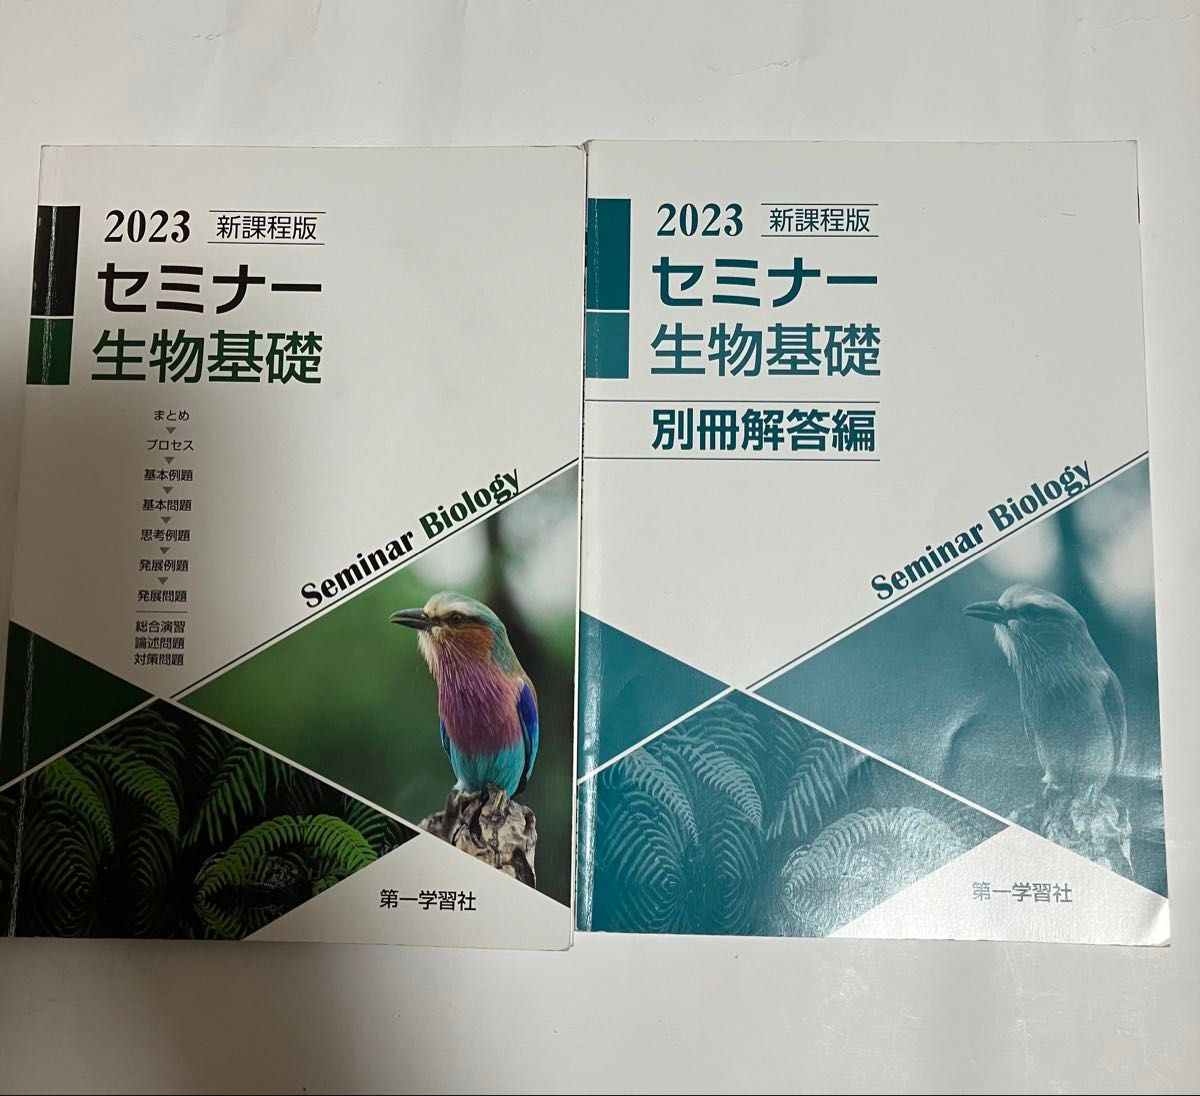 2023 新課程版
セミナー
生物基礎
まとめ
プロセス
基本例題
基本問題
思考例題
発展例題
発展問題
総合演習
論述問題
対策問題
Seminar Biology
第一学習社
2023 新課程版
セミナー
生物基礎
別冊解答編
Seminar Biology
第一学習社